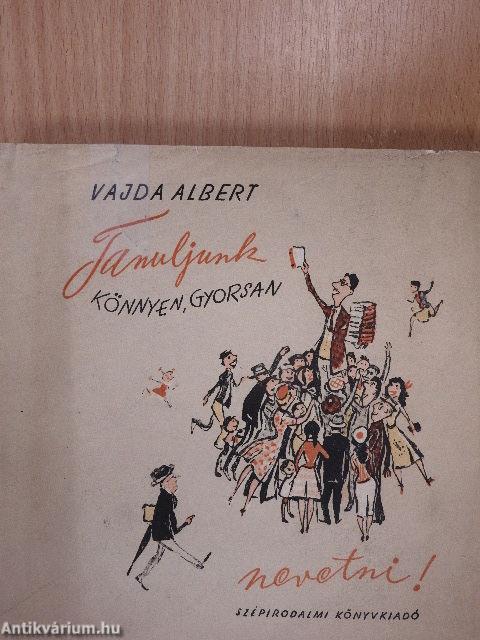 VAJDA ALBERT
Tanuljunk
KÖNNYEN, GYORSAN
nevetni!
SZÉPIRODALMI KÖNYVKIADÓ
Antikvárium.hu